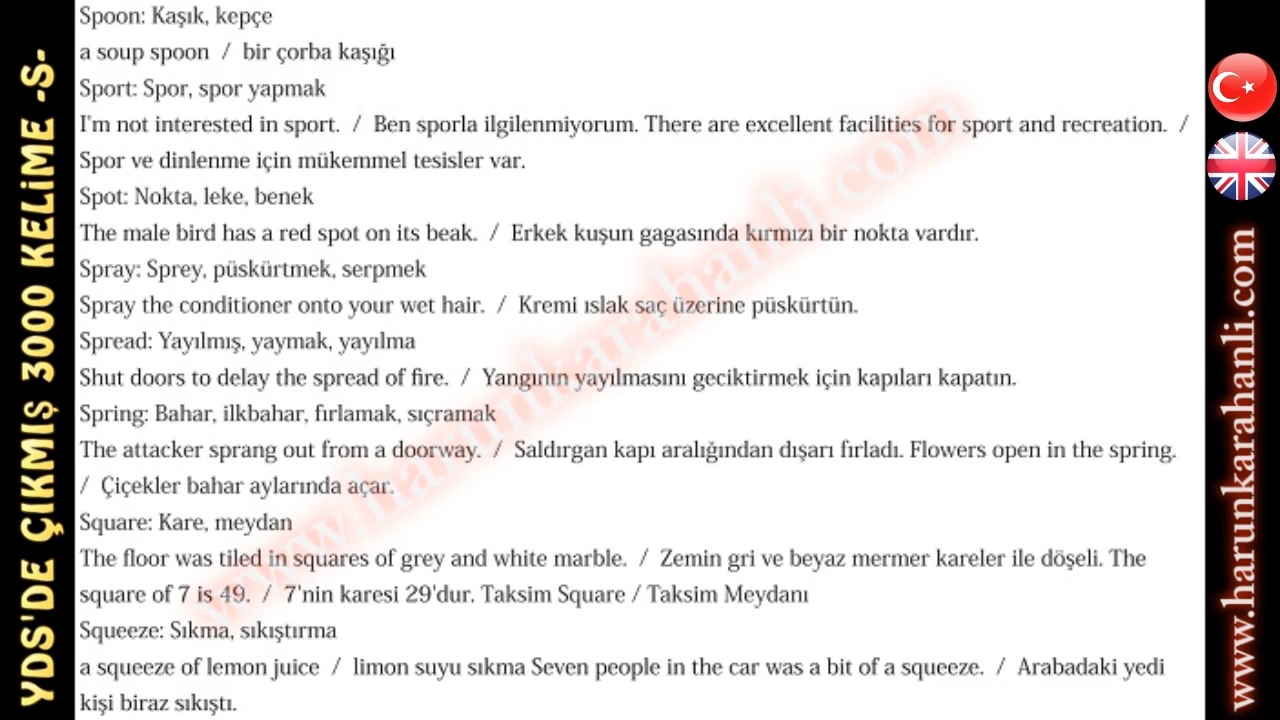 YDS'DE ÇIKMIŞ 3000 KELİME -S-
Spoon: Kaşık, kepçe
a soup spoon / bir çorba kaşığı
Sport: Spor, spor yapmak
I'm not interested in sport. / Ben sporla ilgilenmiyorum. There are excellent facilities for sport and recreation. /
Spor ve dinlenme için mükemmel tesisler var.
Spot: Nokta, leke, benek
The male bird has a red spot on its beak. / Erkek kuşun gagasında kırmızı bir nokta vardır.
Spray: Sprey, püskürtmek, serpmek
Spray the conditioner onto your wet hair. / Kremi ıslak saç üzerine püskürtün.
Spread: Yayılmış, yaymak, yayılma
Shut doors to delay the spread of fire. / Yangının yayılmasını geciktirmek için kapıları kapatın.
Spring: Bahar, ilkbahar, fırlamak, sıçramak
The attacker sprang out from a doorway. / Saldırgan kapı aralığından dışarı fırladı. Flowers open in the spring.
/ Çiçekler bahar aylarında açar.
Square: Kare, meydan
The floor was tiled in squares of grey and white marble. / Zemin gri ve beyaz mermer kareler ile döşeli. The
square of 7 is 49. / 7'nin karesi 29'dur. Taksim Square / Taksim Meydanı
Squeeze: Sıkma, sıkıştırma
a squeeze of lemon juice / limon suyu sıkma Seven people in the car was a bit of a squeeze. / Arabadaki yedi
kişi biraz sıkıştı.
www.harunkarahanli.com
www.harunkarahanli.com